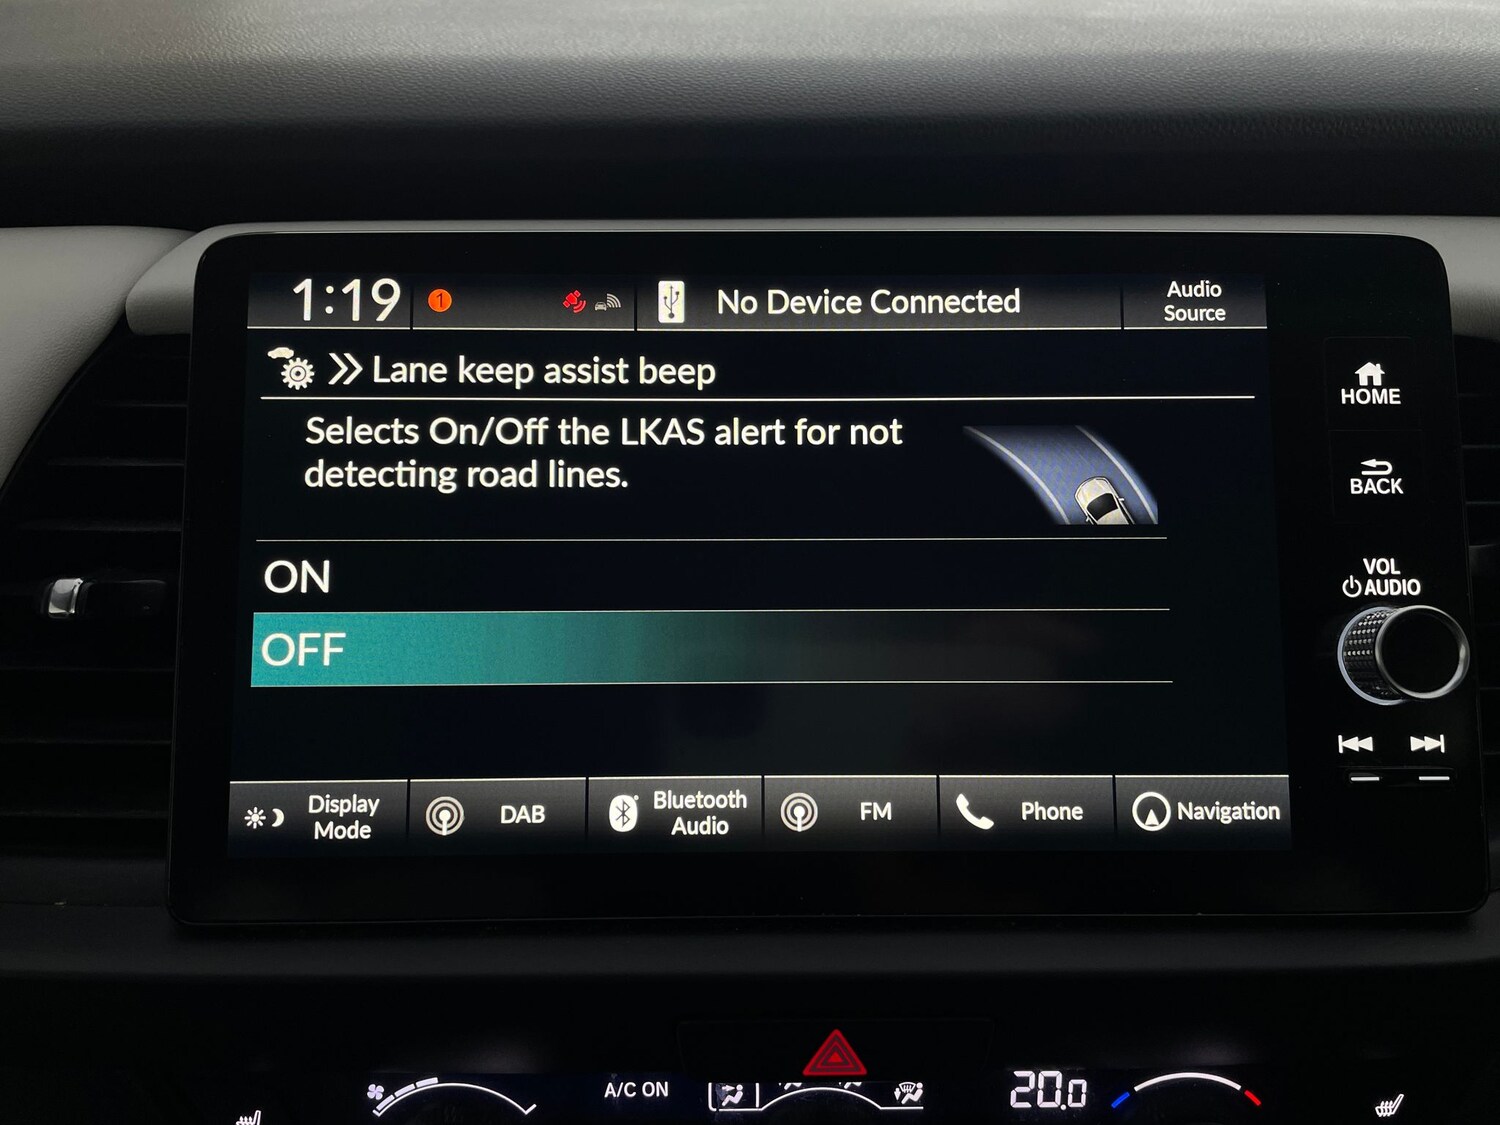 1:19
1
No Device Connected
Audio
Source
Lane keep assist beep
Selects On/Off the LKAS alert for not
detecting road lines.
ON
OFF
HOME
BACK
VOL
AUDIO
Display
Mode
DAB
Bluetooth
Audio
FM
Phone
Navigation
A/C ON
20.0